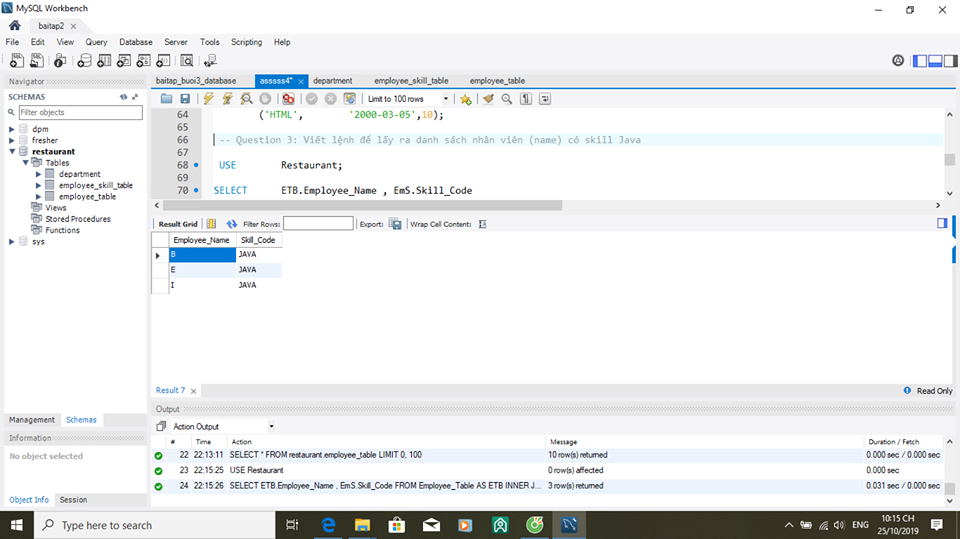 MySQL Workbench
baitap2
File Edit View Query Database Server Tools Scripting Help
Navigator
SCHEMAS
Filter objects
dpm
fresher
restaurant
Tables
department
employee_skill_table
employee_table
Views
Stored Procedures
Functions
sys
Management Schemas
Information
No object selected
Object Info Session
baitap_buoi3_database asssss4* department employee_skill_table employee_table
Limit to 100 rows
64 ('HTML', '2000-03-05',10);
65
66 -- Question 3: Viết lệnh để lấy ra danh sách nhân viên (name) có skill Java
67
68 USE Restaurant;
69
70 SELECT ETB.Employee_Name , EmS.Skill_Code
Result Grid Filter Rows: Export: Wrap Cell Content:
Employee_Name Skill_Code
B JAVA
E JAVA
I JAVA
Result 7 Read Only
Output
Action Output
# Time Action Message Duration / Fetch
22 22:13:11 SELECT * FROM restaurant.employee_table LIMIT 0, 100 10 row(s) returned 0.000 sec / 0.000 sec
23 22:15:25 USE Restaurant 0 row(s) affected 0.000 sec
24 22:15:26 SELECT ETB.Employee_Name , EmS.Skill_Code FROM Employee_Table AS ETB INNER J... 3 row(s) returned 0.031 sec / 0.000 sec
Type here to search
ENG
10:15 CH
25/10/2019